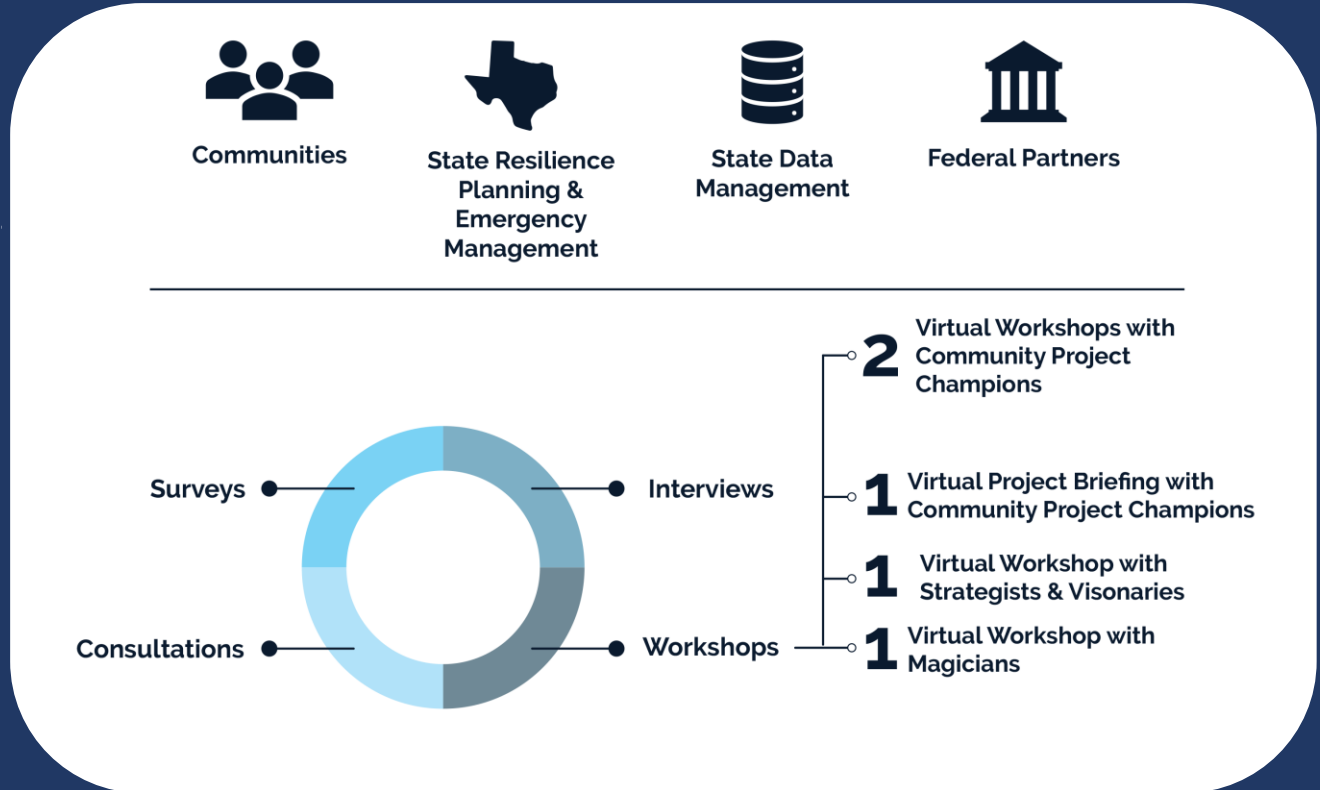 Communities
State Resilience
Planning &
Emergency
Management
State Data
Management
Federal Partners
Surveys
Consultations
Interviews
Workshops
2
Virtual Workshops with
Community Project
Champions
1
Virtual Project Briefing with
Community Project Champions
1
Virtual Workshop with
Strategists & Visonaries
1
Virtual Workshop with
Magicians